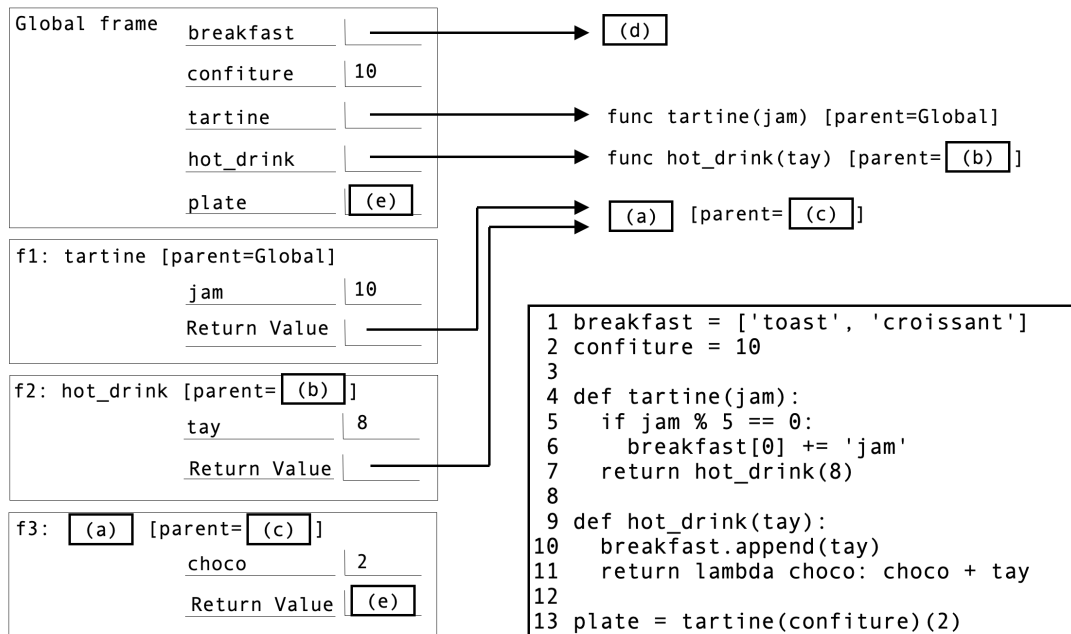 Global frame
breakfast (d)
confiture 10
tartine func tartine(jam) [parent=Global]
hot_drink func hot_drink(tay) [parent= (b) ]
plate (e)
(a) [parent= (c) ]
f1: tartine [parent=Global]
jam 10
Return Value
f2: hot_drink [parent= (b) ]
tay 8
Return Value
f3: (a) [parent= (c) ]
choco 2
Return Value (e)
1 breakfast = ['toast', 'croissant']
2 confiture = 10
3
4 def tartine(jam):
5 if jam % 5 == 0:
6 breakfast[0] += 'jam'
7 return hot_drink(8)
8
9 def hot_drink(tay):
10 breakfast.append(tay)
11 return lambda choco: choco + tay
12
13 plate = tartine(confiture)(2)